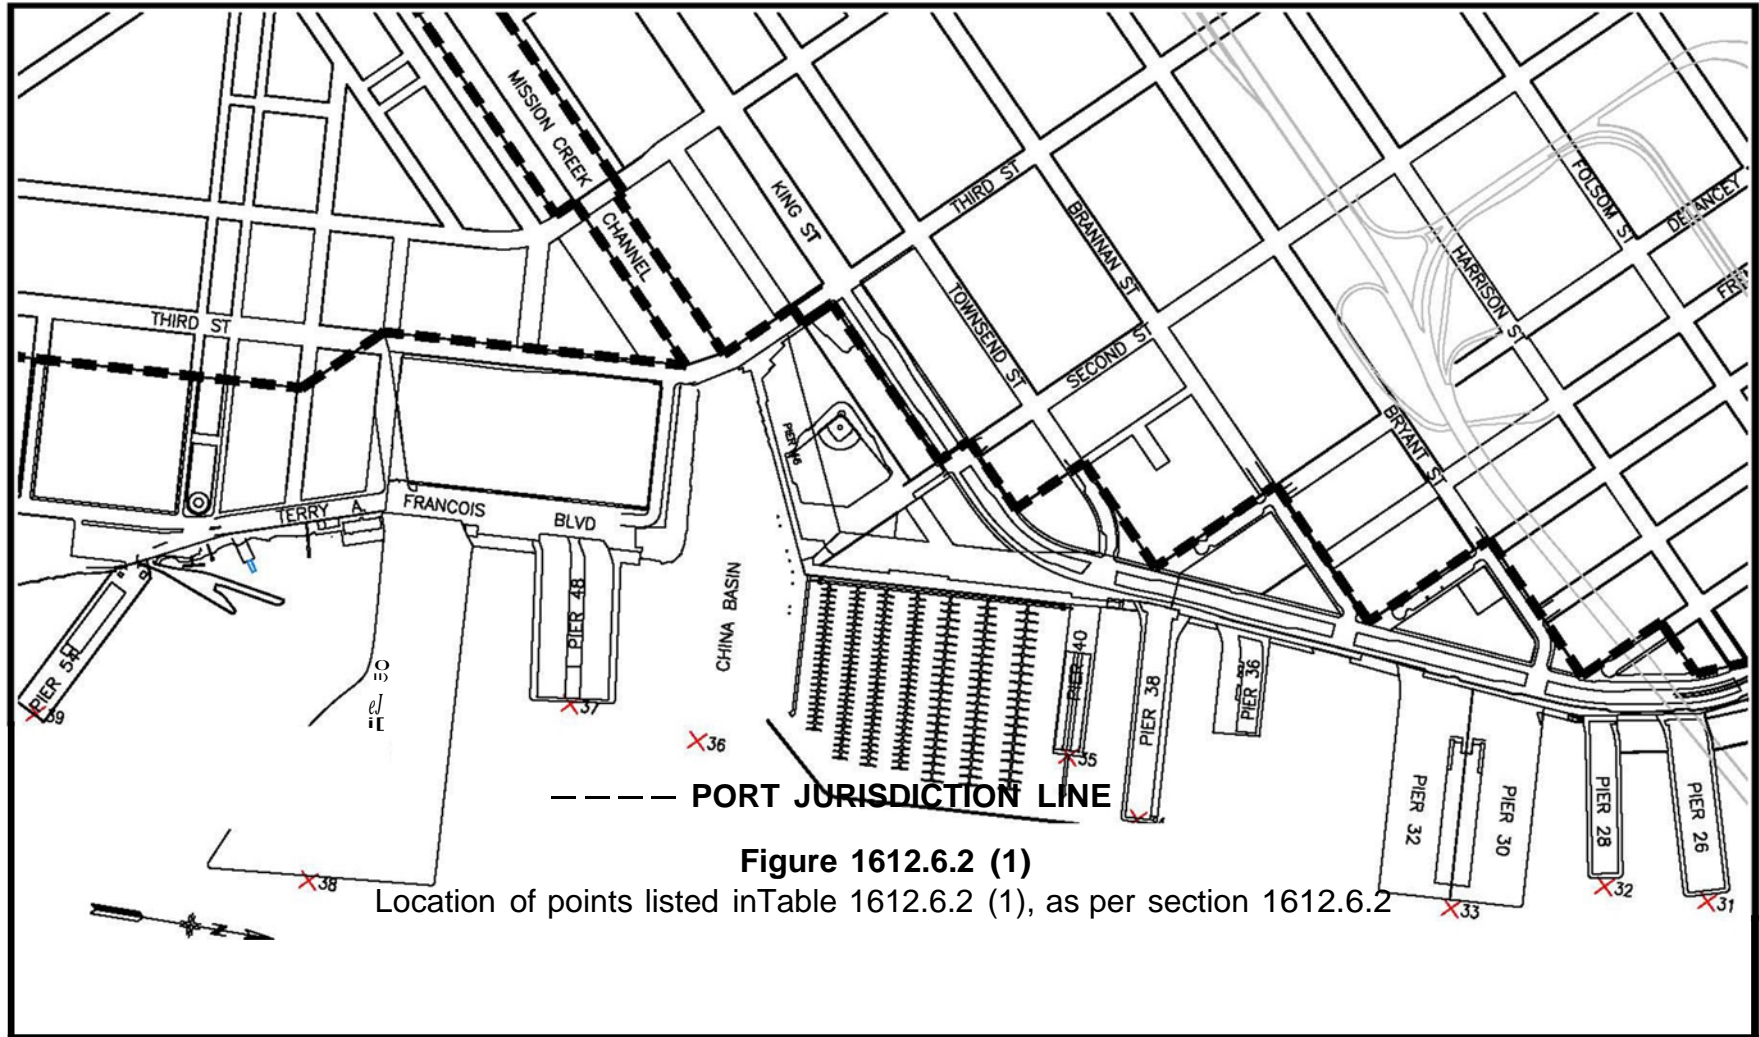 MISSION CREEK
CHANNEL
KING ST
THIRD ST
BRANNAN ST
FOLSOM ST
DELANCEY
HARRISON ST
THIRD ST
TOWNSEND ST
SECOND ST
BRYANT ST
PIER 46
TERRY A. FRANCOIS BLVD
CHINA BASIN
PIER 54
PIER 48
PIER 40
PIER 38
PIER 36
PIER 32
PIER 30
PIER 28
PIER 26
39
37
36
35
38
33
32
31
———— PORT JURISDICTION LINE
Figure 1612.6.2 (1)
Location of points listed inTable 1612.6.2 (1), as per section 1612.6.2
N